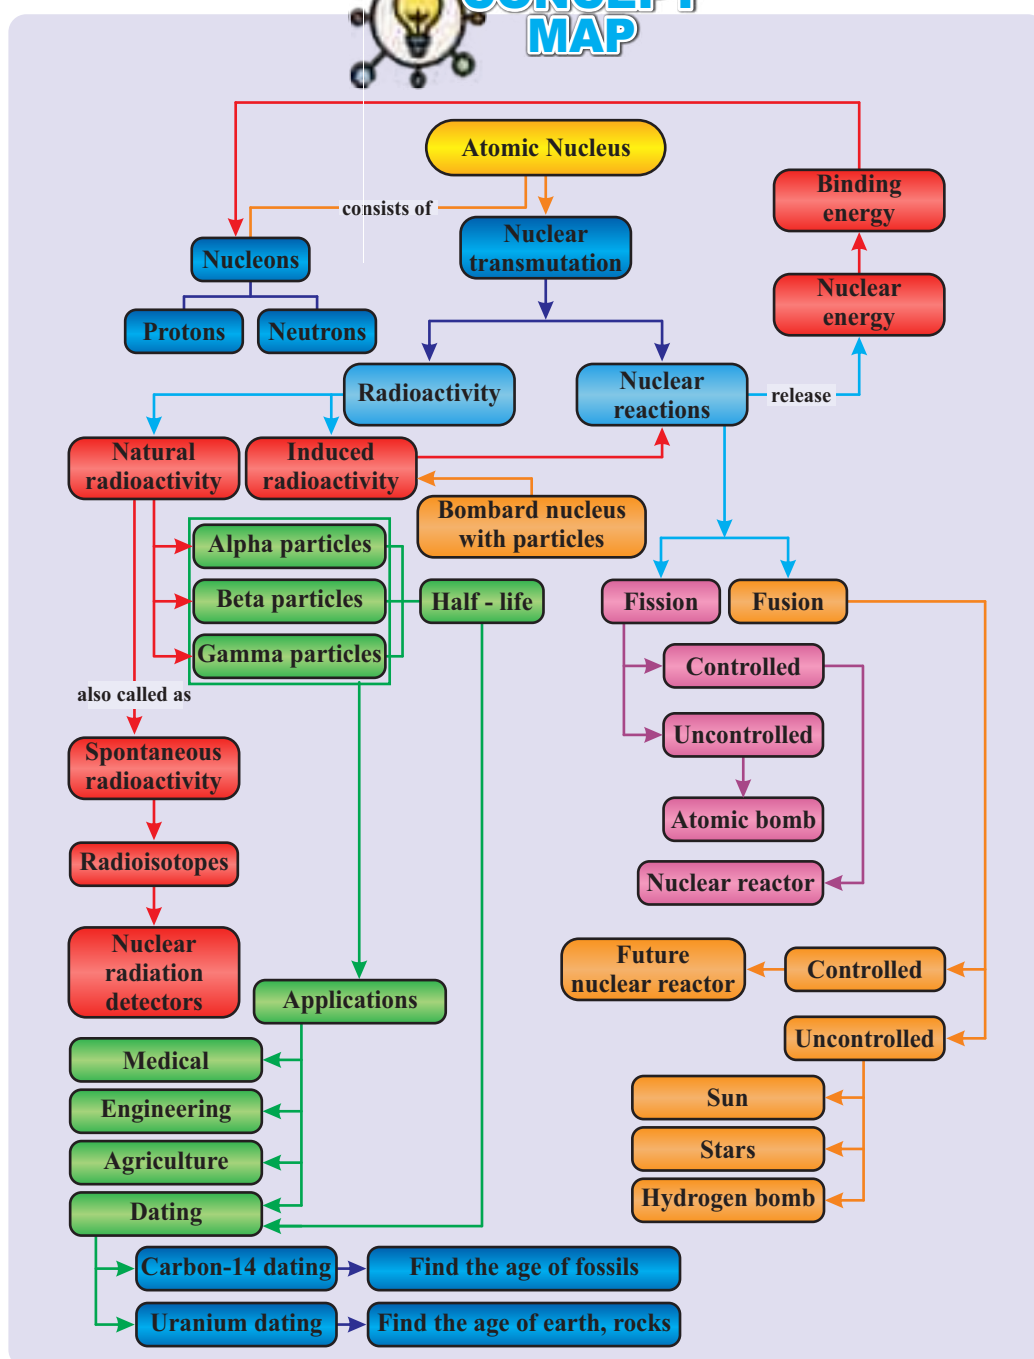 CONCEPT
MAP
Atomic Nucleus
Binding
energy
consists of
Nucleons
Nuclear
transmutation
Nuclear
energy
Protons
Neutrons
Radioactivity
Nuclear
reactions
release
Natural
radioactivity
Induced
radioactivity
Bombard nucleus
with particles
Alpha particles
Beta particles
Gamma particles
Half - life
Fission
Fusion
also called as
Controlled
Uncontrolled
Spontaneous
radioactivity
Atomic bomb
Radioisotopes
Nuclear reactor
Nuclear
radiation
detectors
Future
nuclear reactor
Controlled
Applications
Uncontrolled
Medical
Engineering
Agriculture
Dating
Sun
Stars
Hydrogen bomb
Carbon-14 dating
Find the age of fossils
Uranium dating
Find the age of earth, rocks